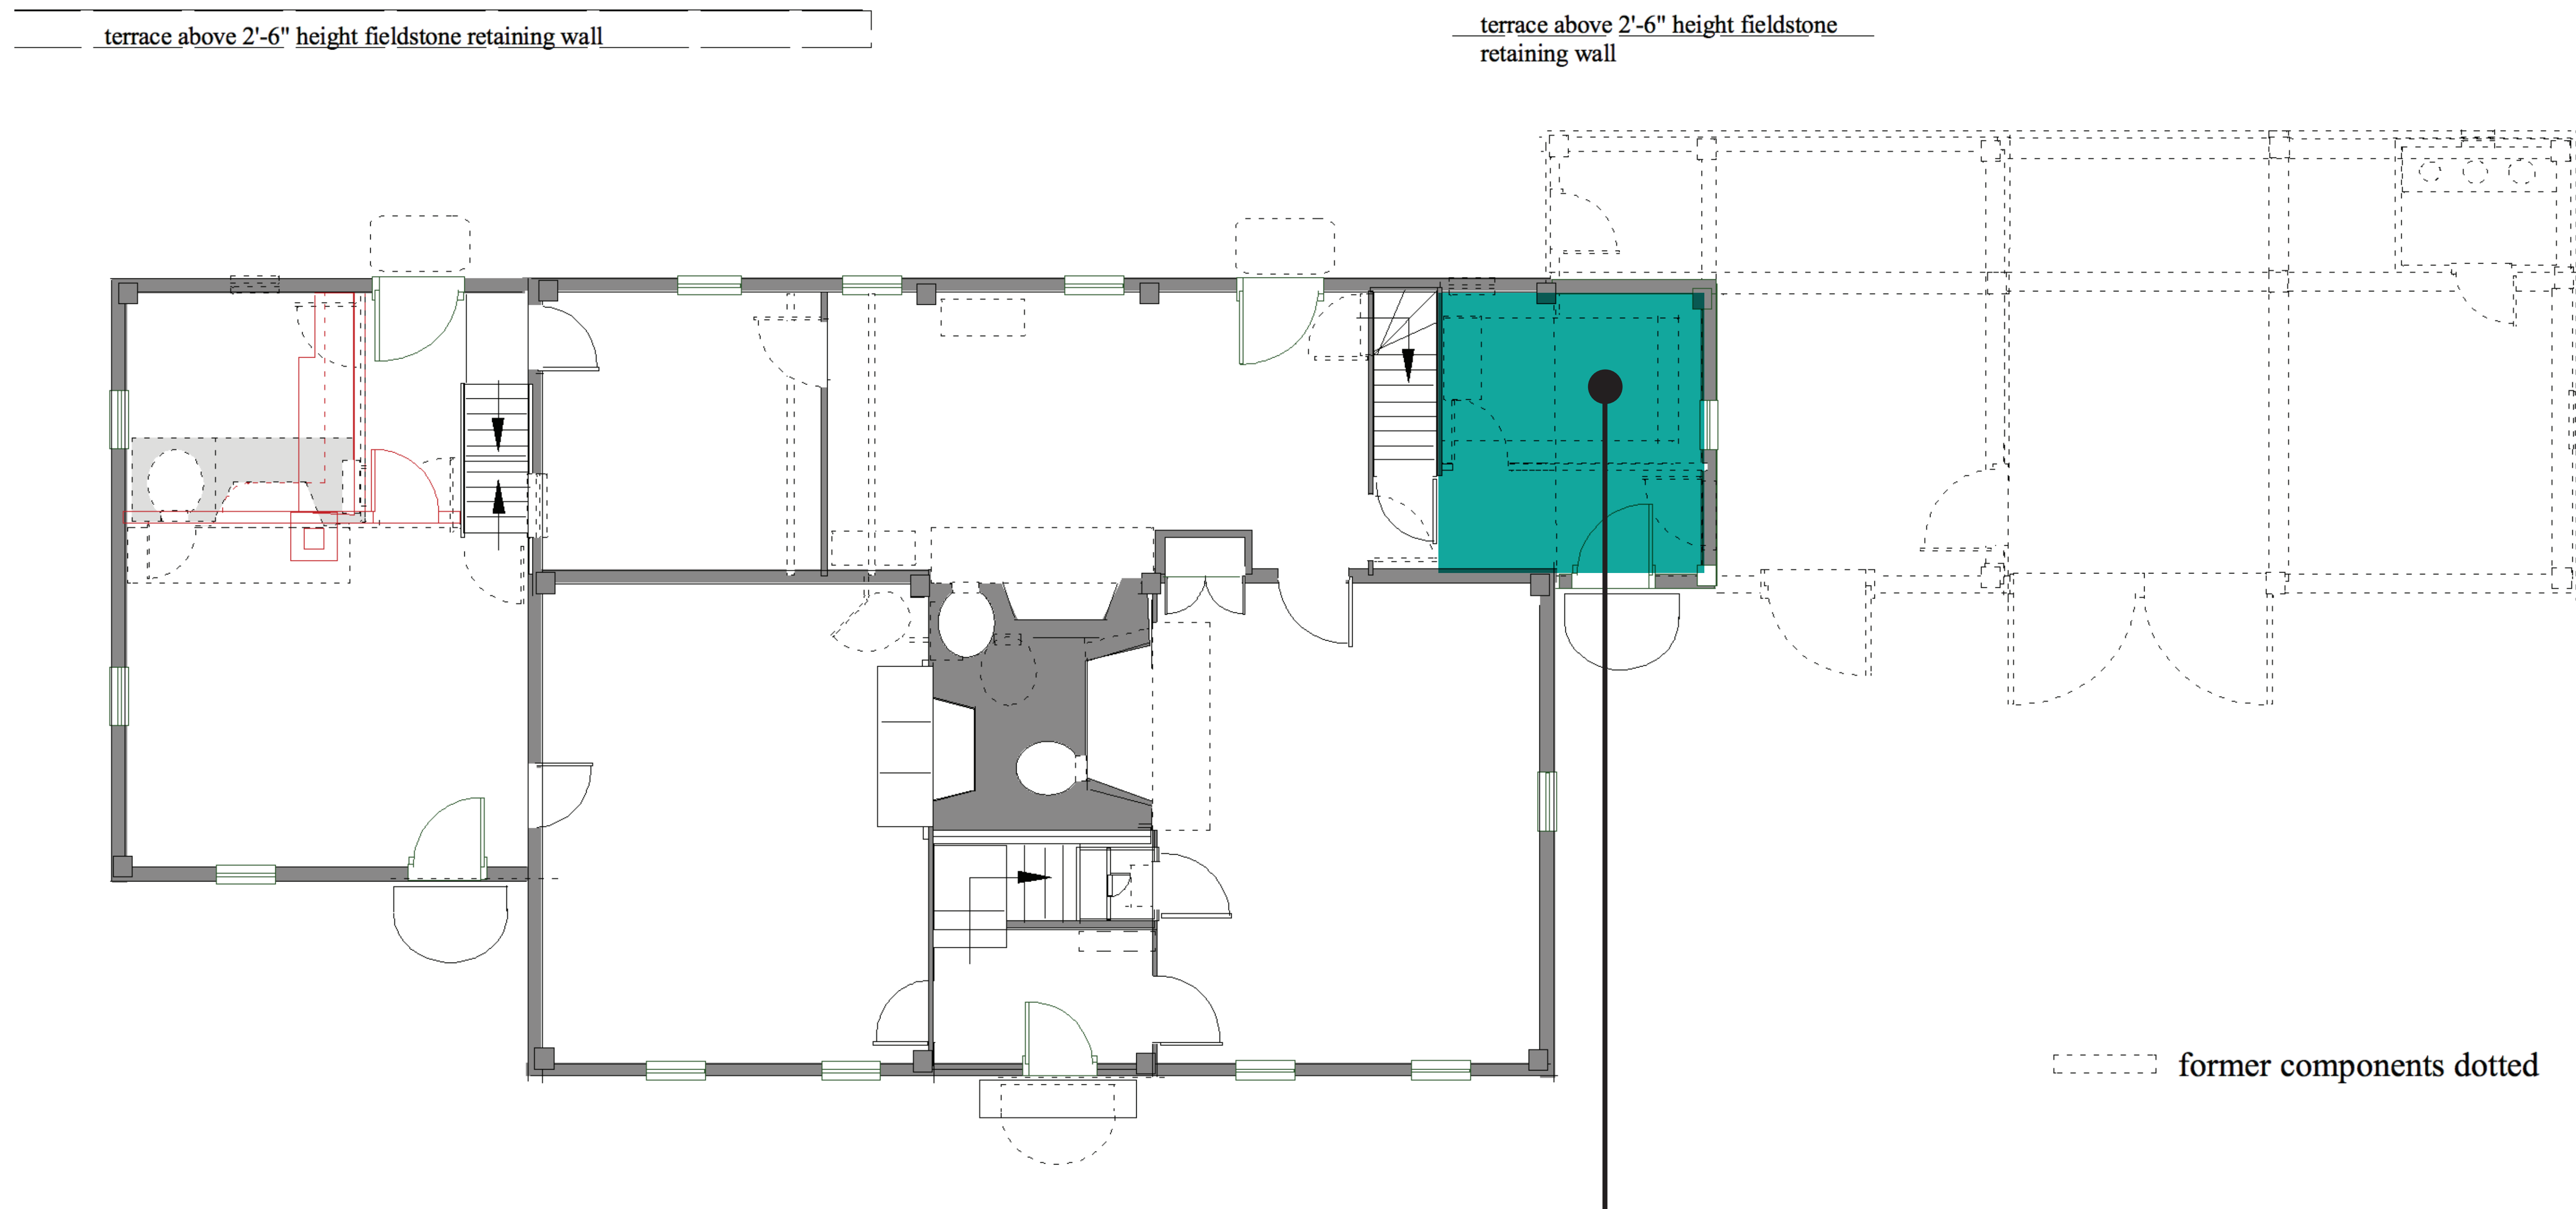 terrace above 2'-6" height fieldstone retaining wall
terrace above 2'-6" height fieldstone
retaining wall
former components dotted